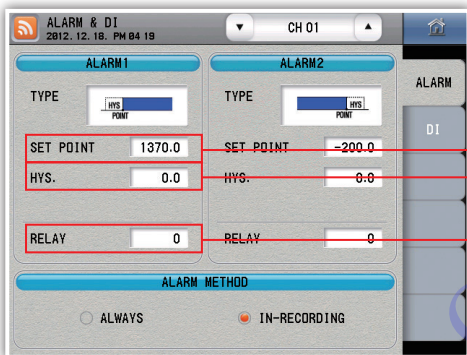 ALARM & DI
2012. 12. 18. PM 04 19
CH 01
ALARM1
ALARM2
ALARM
DI
TYPE
HYS
POINT
TYPE
HYS
POINT
SET POINT 1370.0
SET POINT -200.0
HYS. 0.0
HYS. 0.0
RELAY 0
RELAY 0
ALARM METHOD
ALWAYS
IN-RECORDING